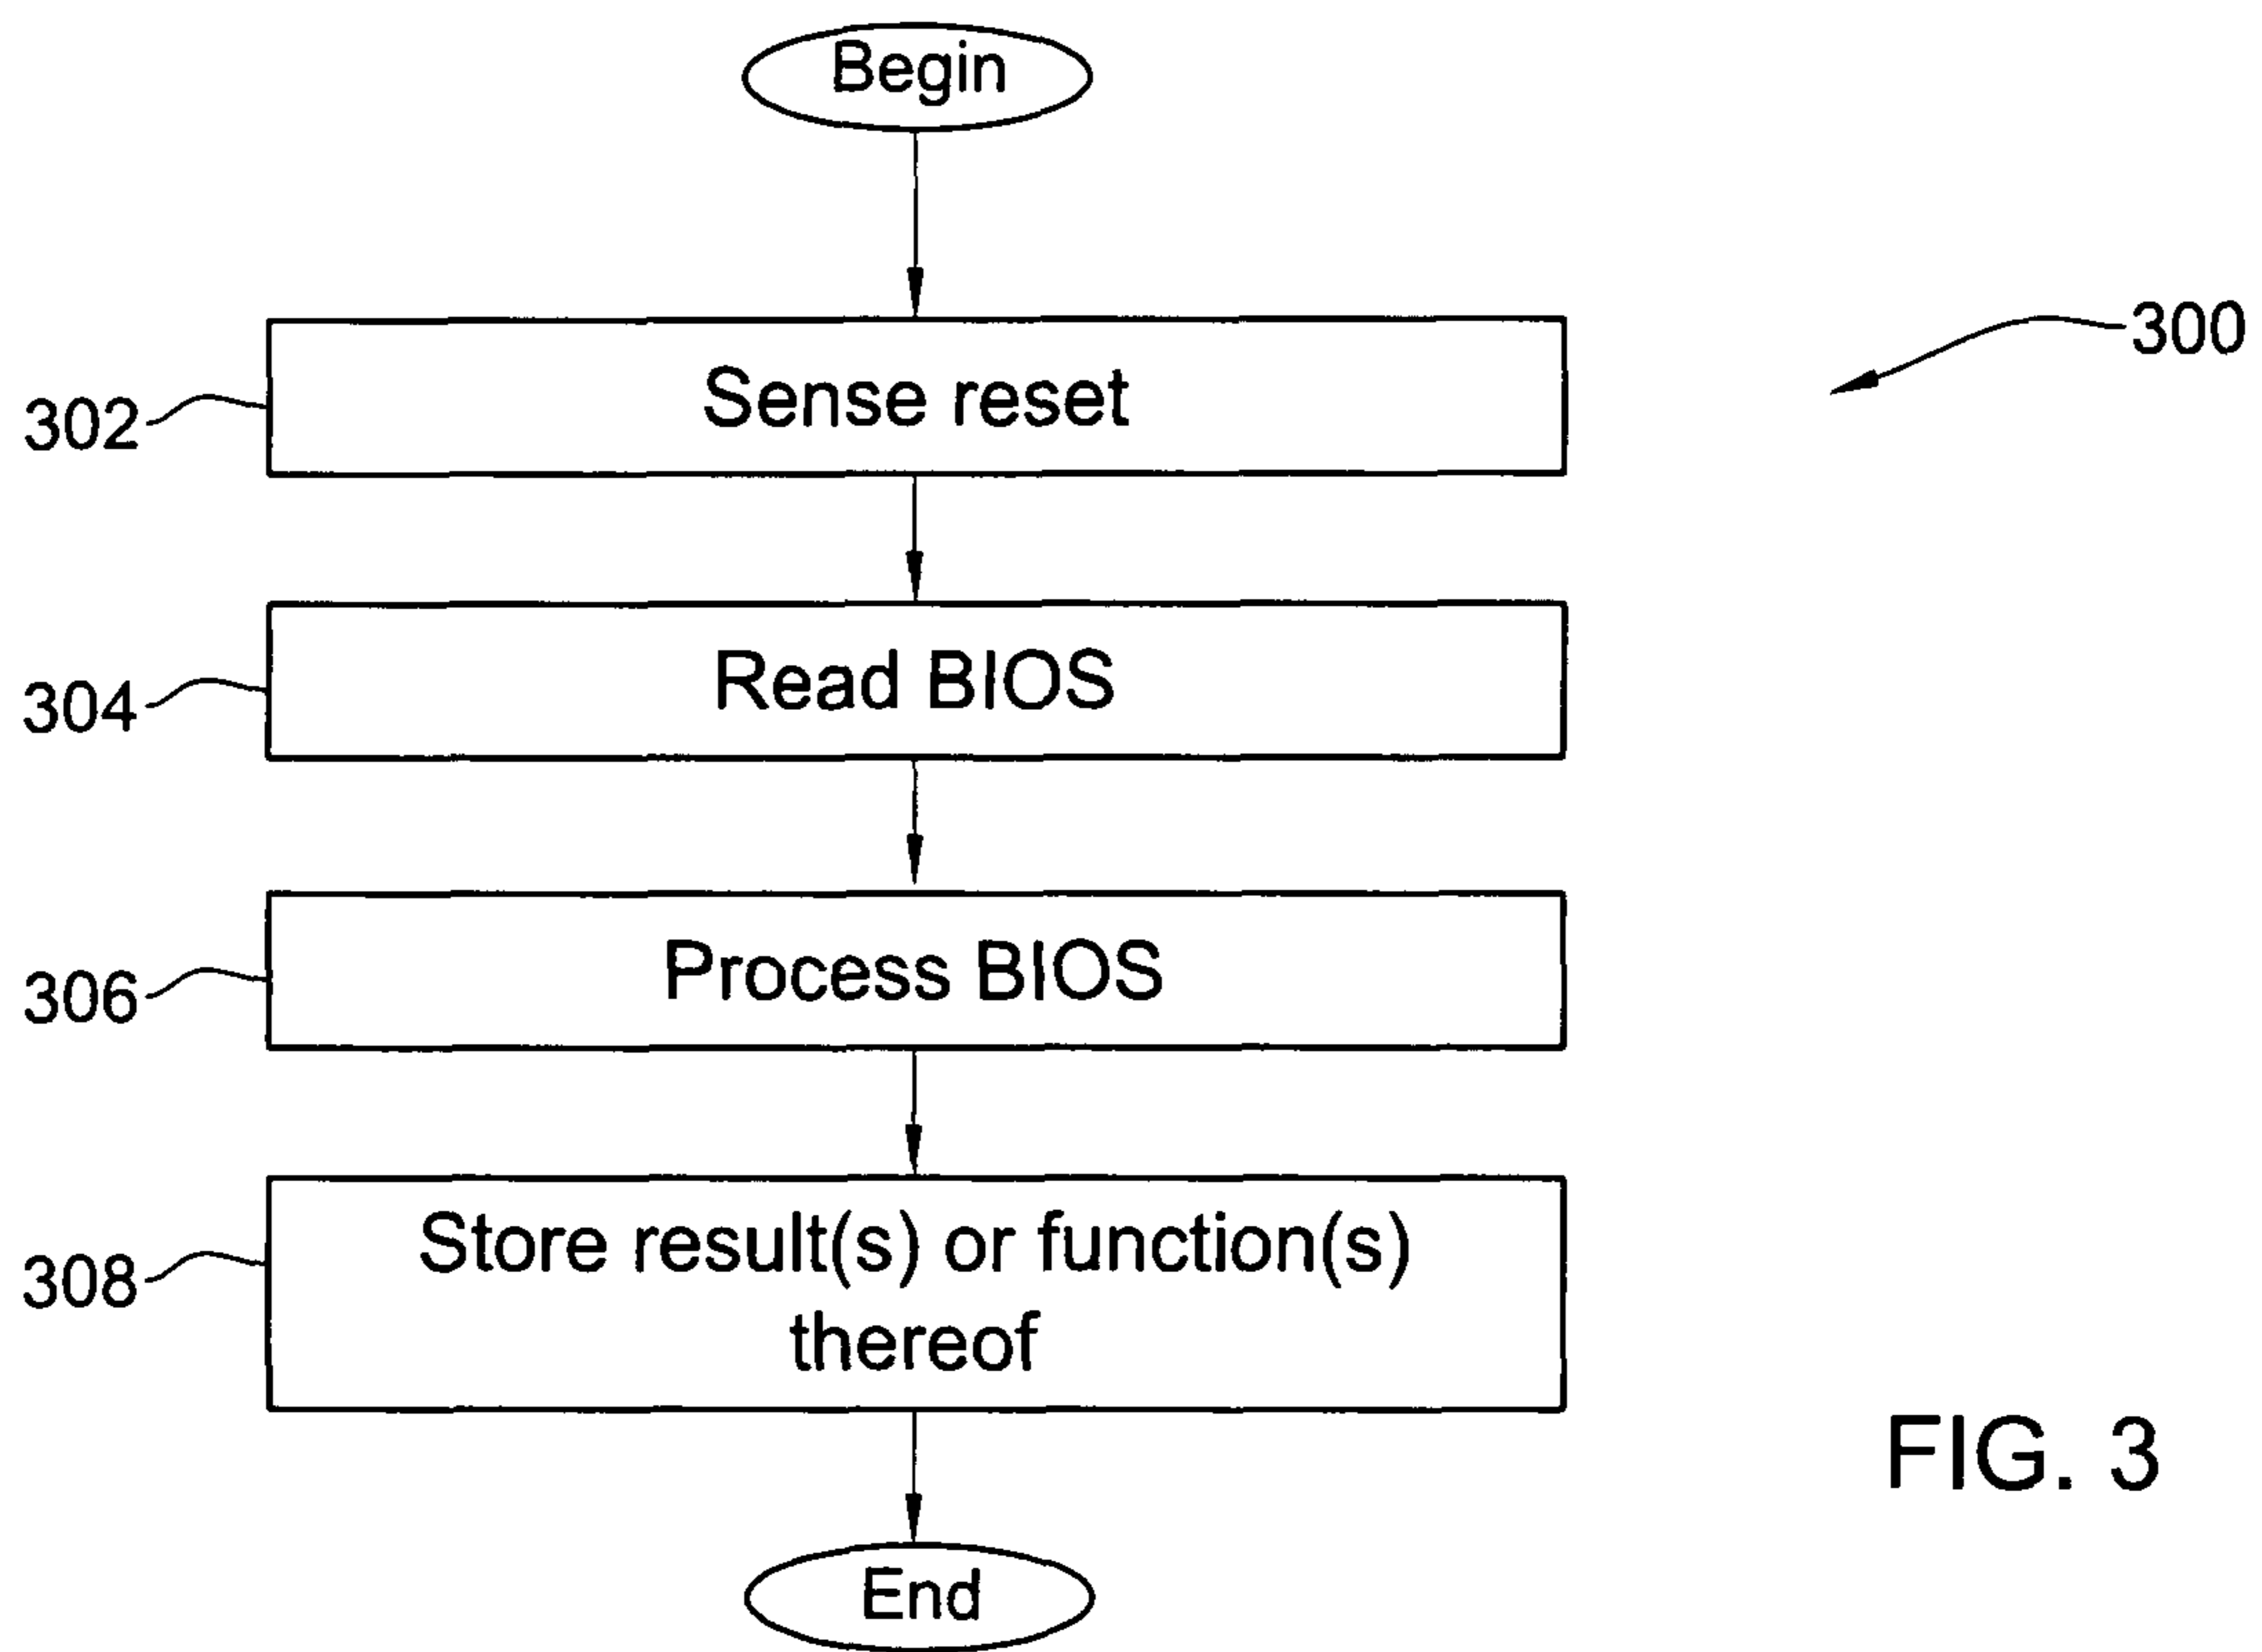 Begin
300
Sense reset
302
Read BIOS
304
Process BIOS
306
Store result(s) or function(s)
thereof
308
FIG. 3
End